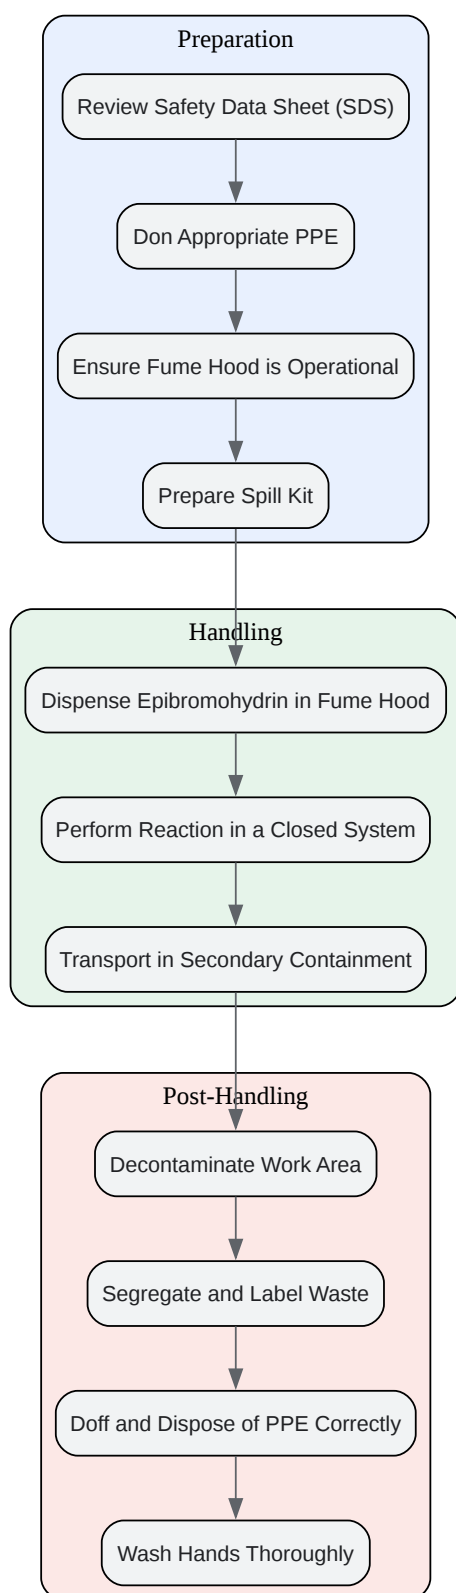 Preparation
Review Safety Data Sheet (SDS)
Don Appropriate PPE
Ensure Fume Hood is Operational
Prepare Spill Kit
Handling
Dispense Epibromohydrin in Fume Hood
Perform Reaction in a Closed System
Transport in Secondary Containment
Post-Handling
Decontaminate Work Area
Segregate and Label Waste
Doff and Dispose of PPE Correctly
Wash Hands Thoroughly